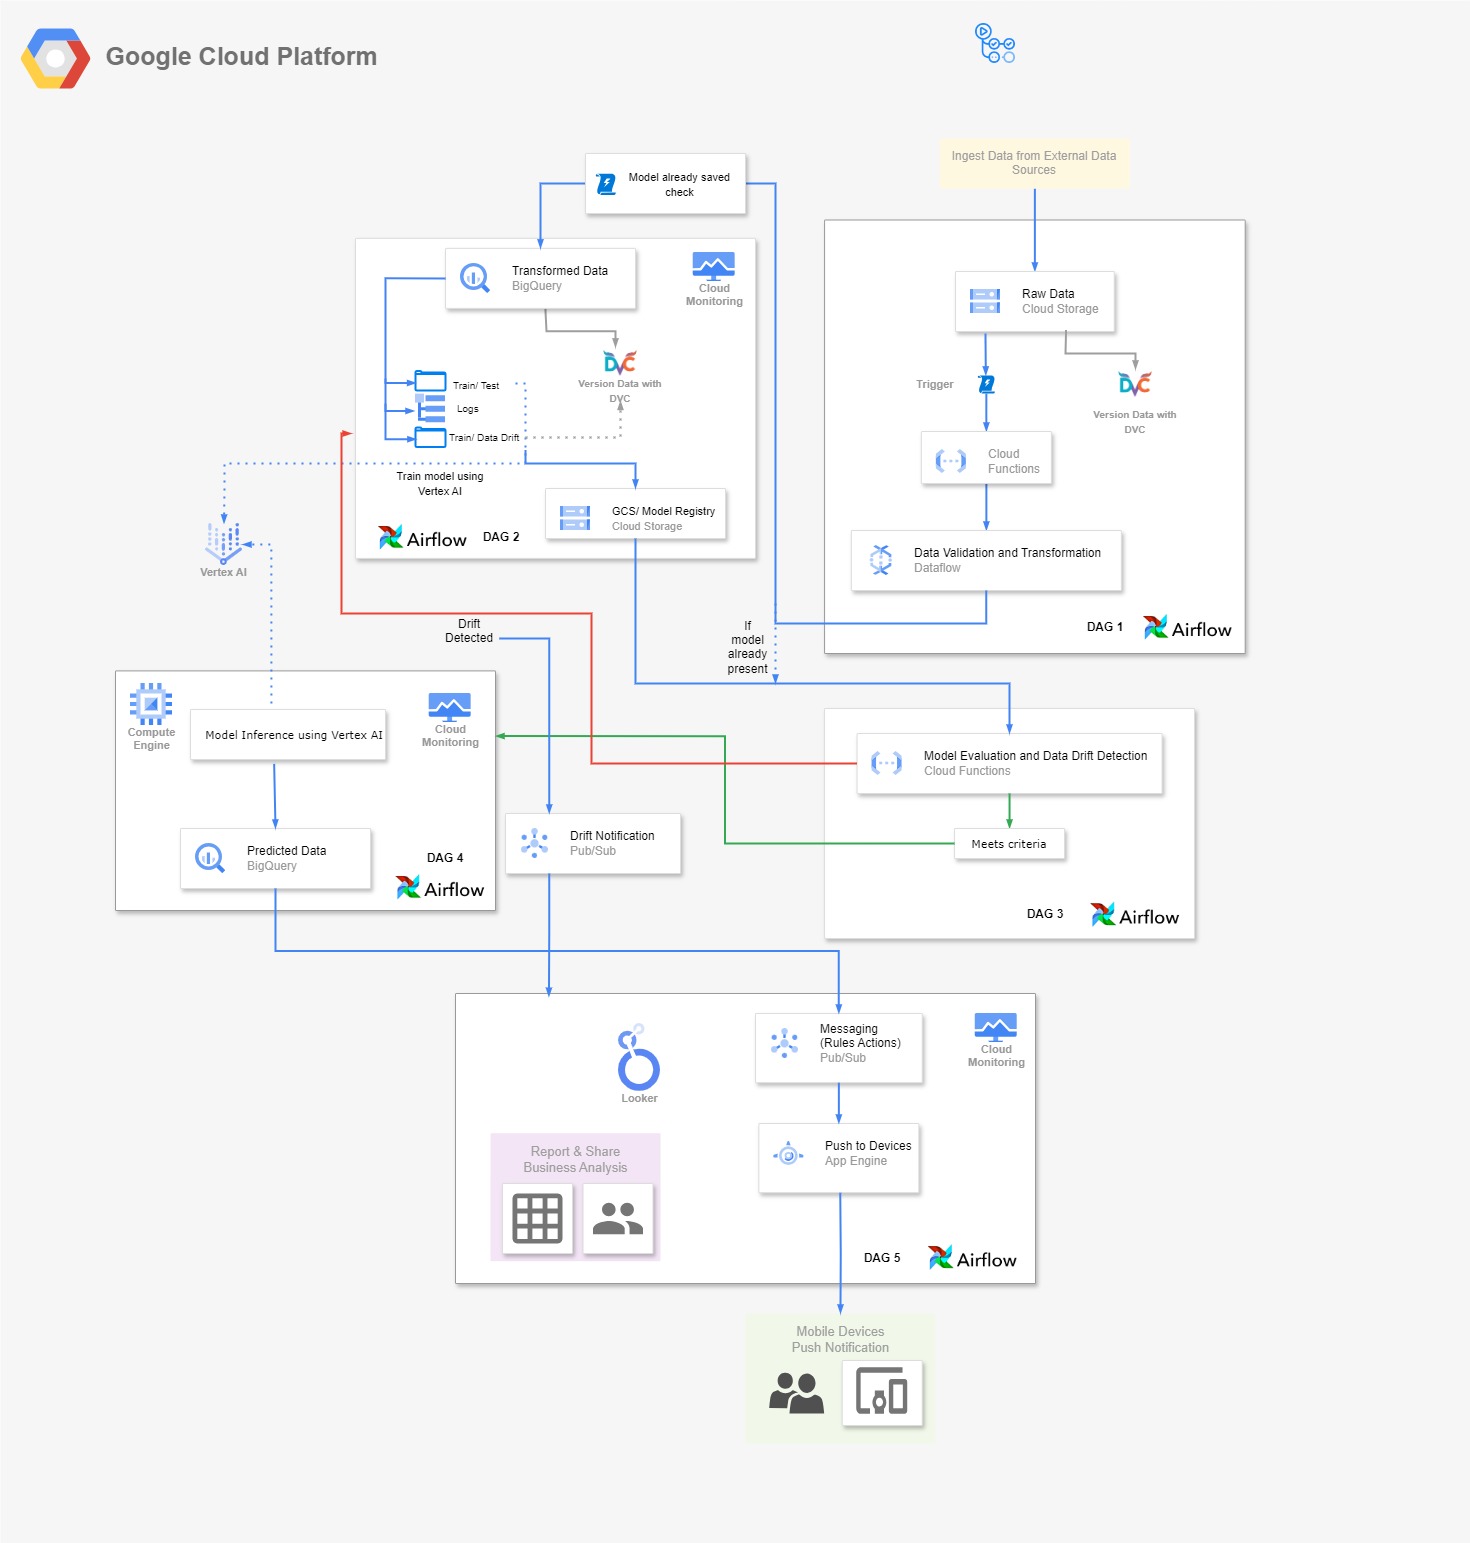 Google Cloud Platform
Ingest Data from External Data
Sources
Model already saved
check
Transformed Data
BigQuery
Cloud
Monitoring
Version Data with
DVC
Train/ Test
Logs
Train/ Data Drift
Train model using
Vertex AI
GCS/ Model Registry
Cloud Storage
Airflow
DAG 2
Raw Data
Cloud Storage
Trigger
DVC
Version Data with
DVC
Cloud
Functions
Data Validation and Transformation
Dataflow
DAG 1
Airflow
Vertex AI
Drift
Detected
If
model
already
present
Compute
Engine
Model Inference using Vertex AI
Cloud
Monitoring
Predicted Data
BigQuery
DAG 4
Airflow
Drift Notification
Pub/Sub
Model Evaluation and Data Drift Detection
Cloud Functions
Meets criteria
DAG 3
Airflow
Looker
Messaging
(Rules Actions)
Pub/Sub
Cloud
Monitoring
Report & Share
Business Analysis
Push to Devices
App Engine
DAG 5
Airflow
Mobile Devices
Push Notification